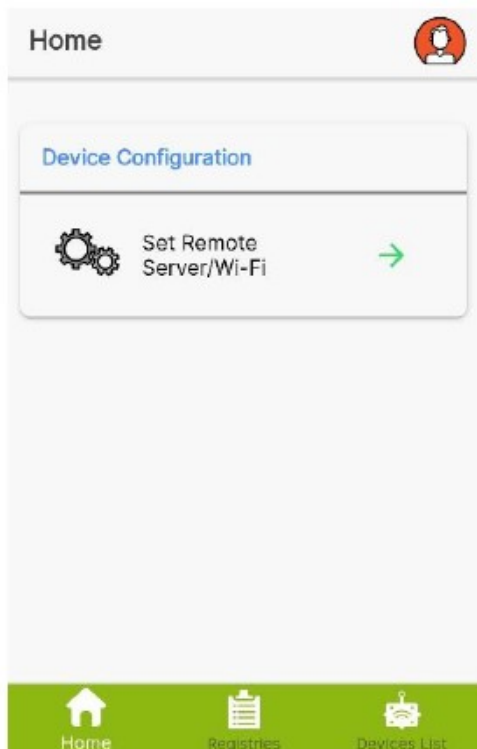 Home
Device Configuration
Set Remote
Server/Wi-Fi
Home
Registries
Devices List